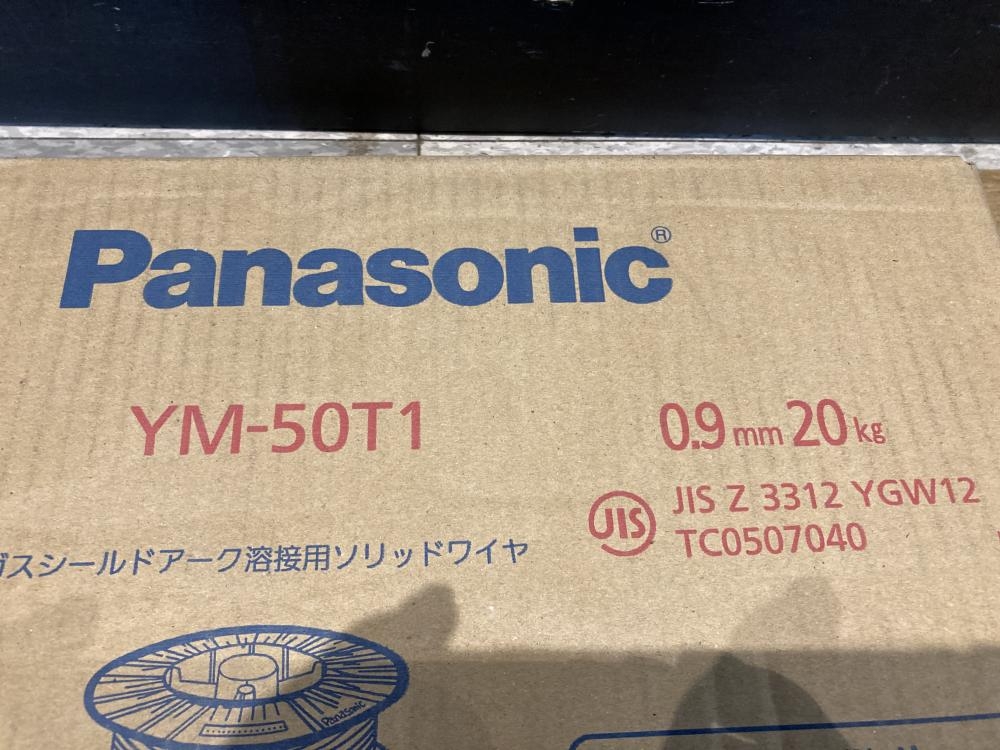 Panasonic®
YM-50T1
0.9mm 20kg
JIS
JIS Z 3312 YGW12
TC0507040
ガスシールドアーク溶接用ソリッドワイヤ
Panasonic